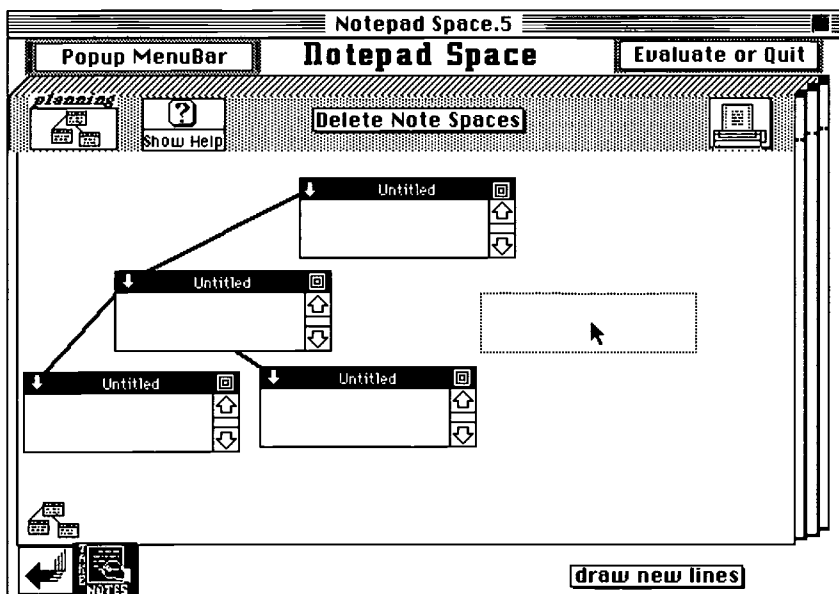 Notepad Space.5
Popup MenuBar
Notepad Space
Evaluate or Quit
planning
?
Show Help
Delete Note Spaces
Untitled
Untitled
Untitled
Untitled
TAKE
NOTES
draw new lines